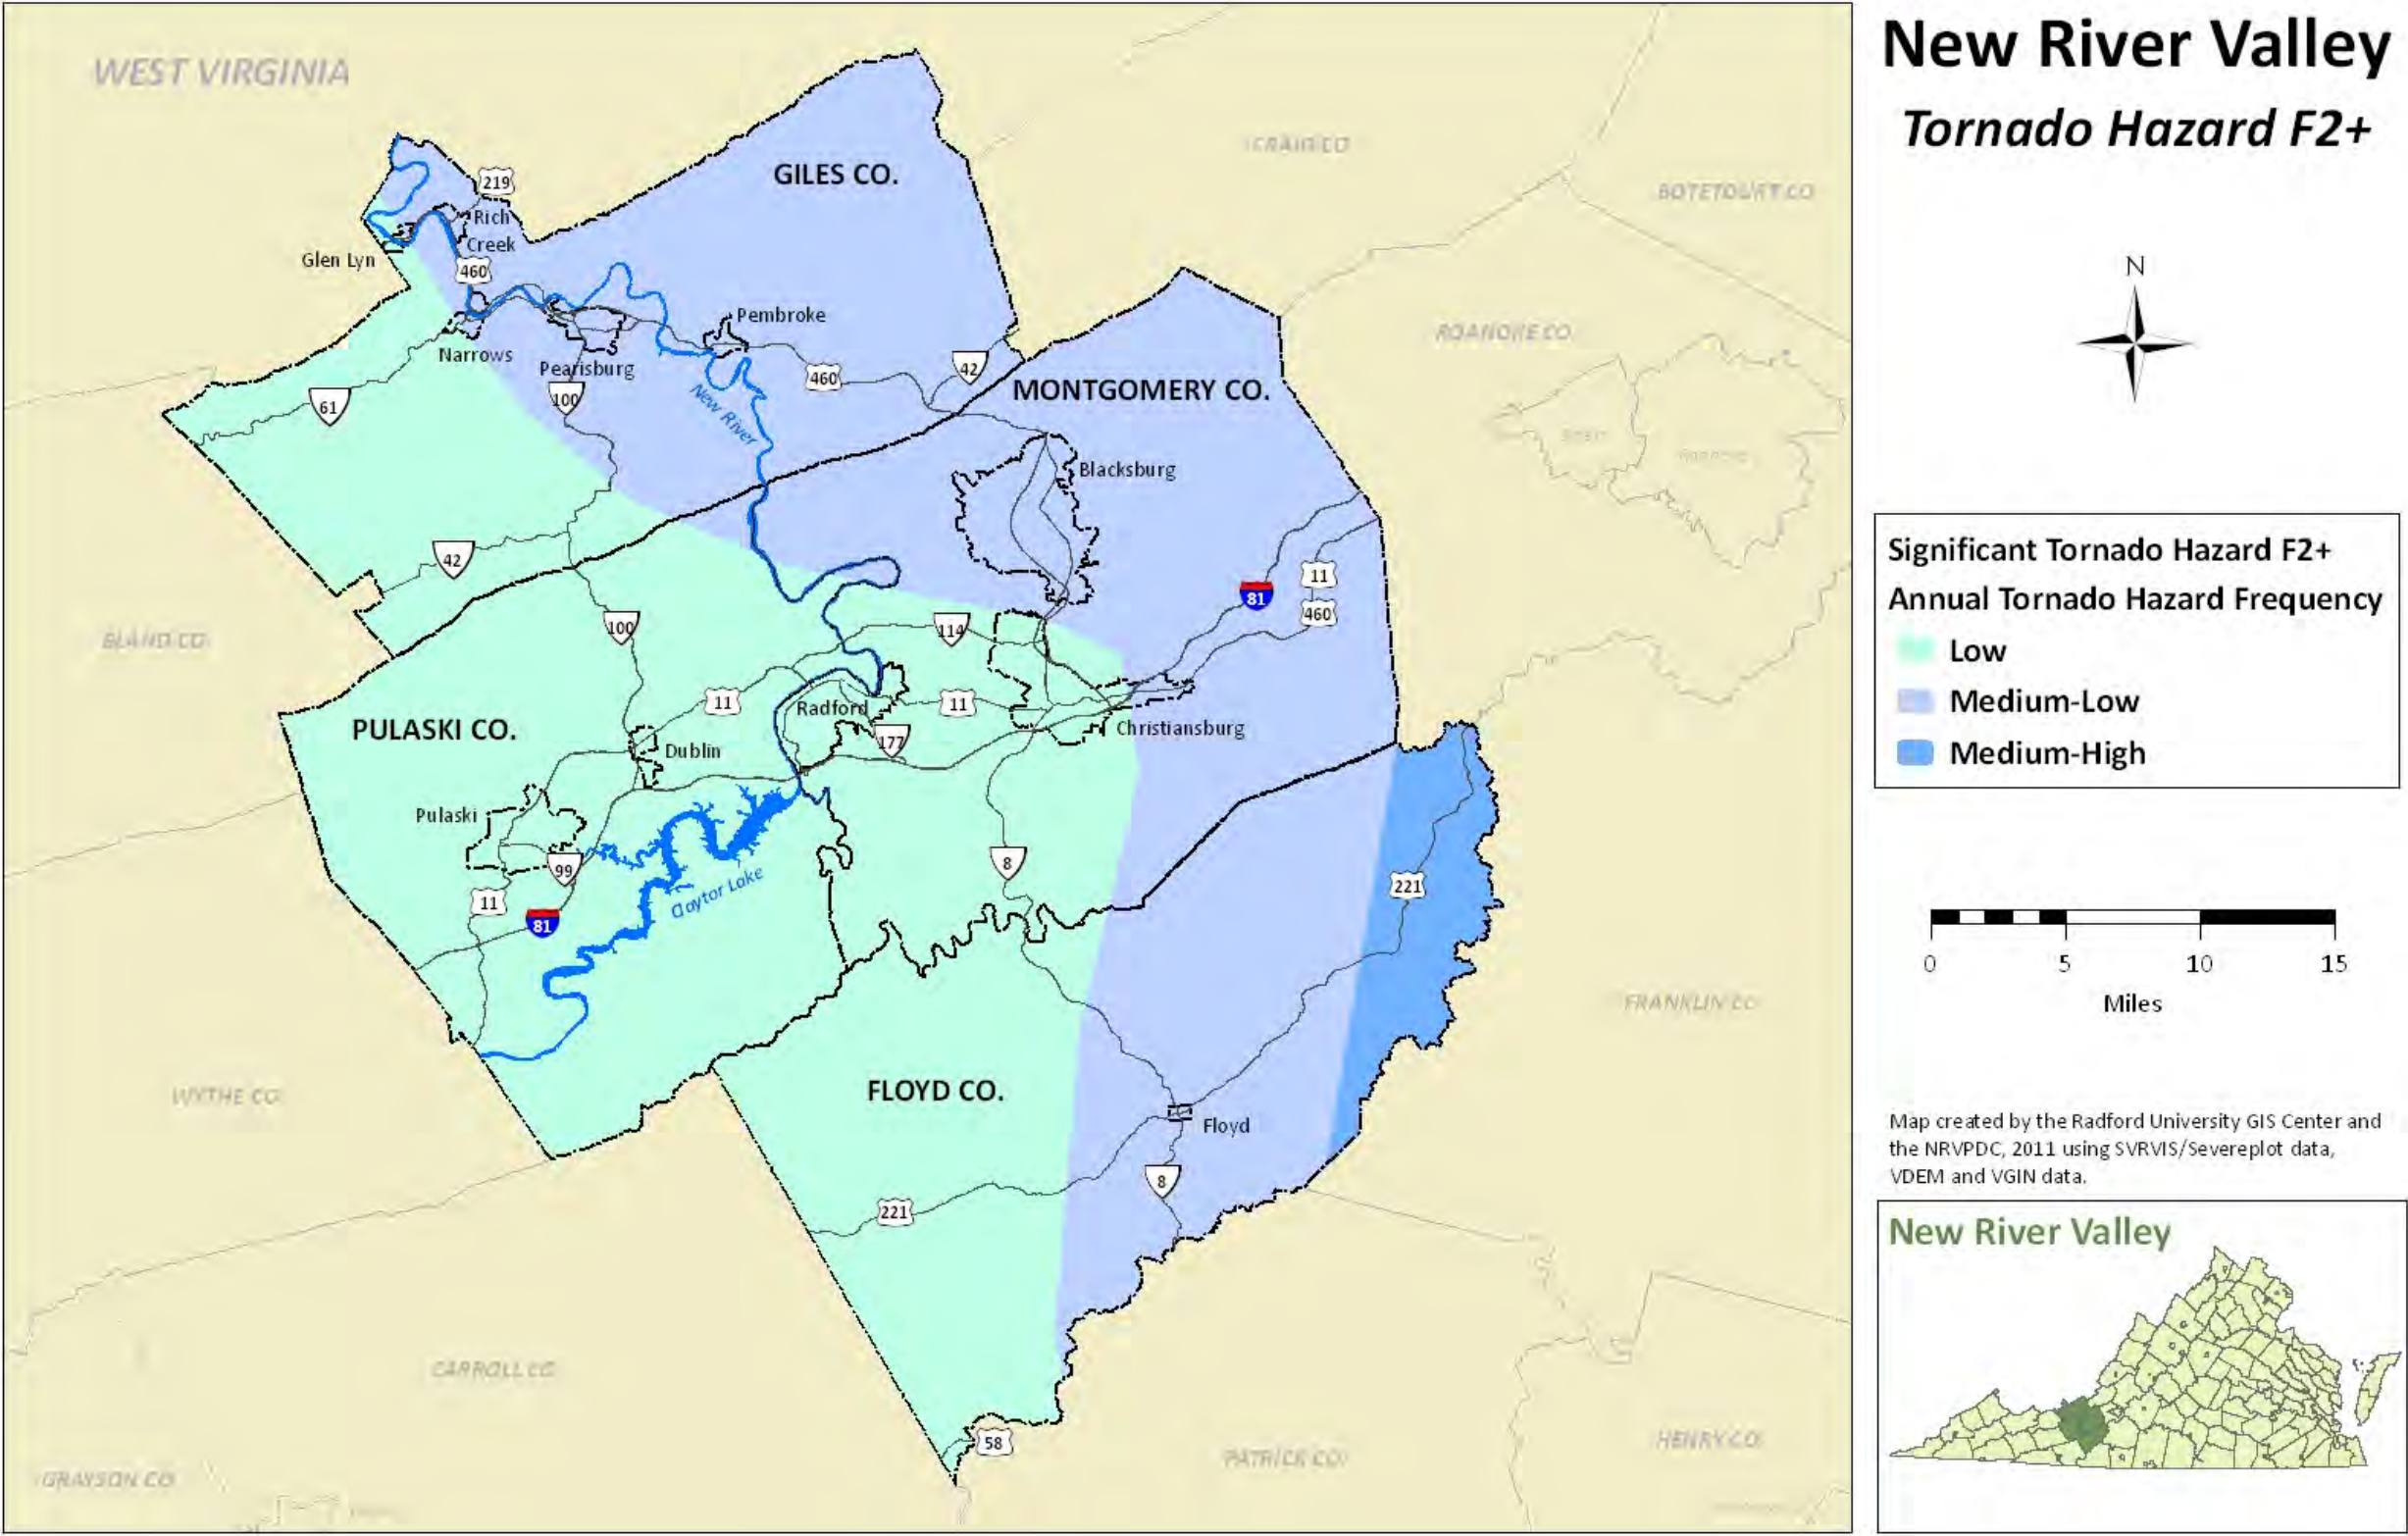 New River Valley
Tornado Hazard F2+
WEST VIRGINIA
GILES CO.
CRAIG CO
BOTETOURT CO
219
Rich
Creek
Glen Lyn
460
N
Pembroke
ROANOKE CO
Narrows
Pearisburg
460
42
MONTGOMERY CO.
61
100
New River
Blacksburg
Significant Tornado Hazard F2+
Annual Tornado Hazard Frequency
Low
Medium-Low
Medium-High
42
81
11
460
BLAND CO
100
114
11
Radford
11
177
PULASKI CO.
Dublin
Christiansburg
Pulaski
99
8
221
11
81
Claytor Lake
0 5 10 15
Miles
FRANKLIN CO
WYTHE CO
FLOYD CO.
Floyd
8
221
Map created by the Radford University GIS Center and
the NRVPDC, 2011 using SVRVIS/Severeplot data,
VDEM and VGIN data.
New River Valley
CARROLL CO
58
PATRICK CO
HENRY CO
GRAYSON CO